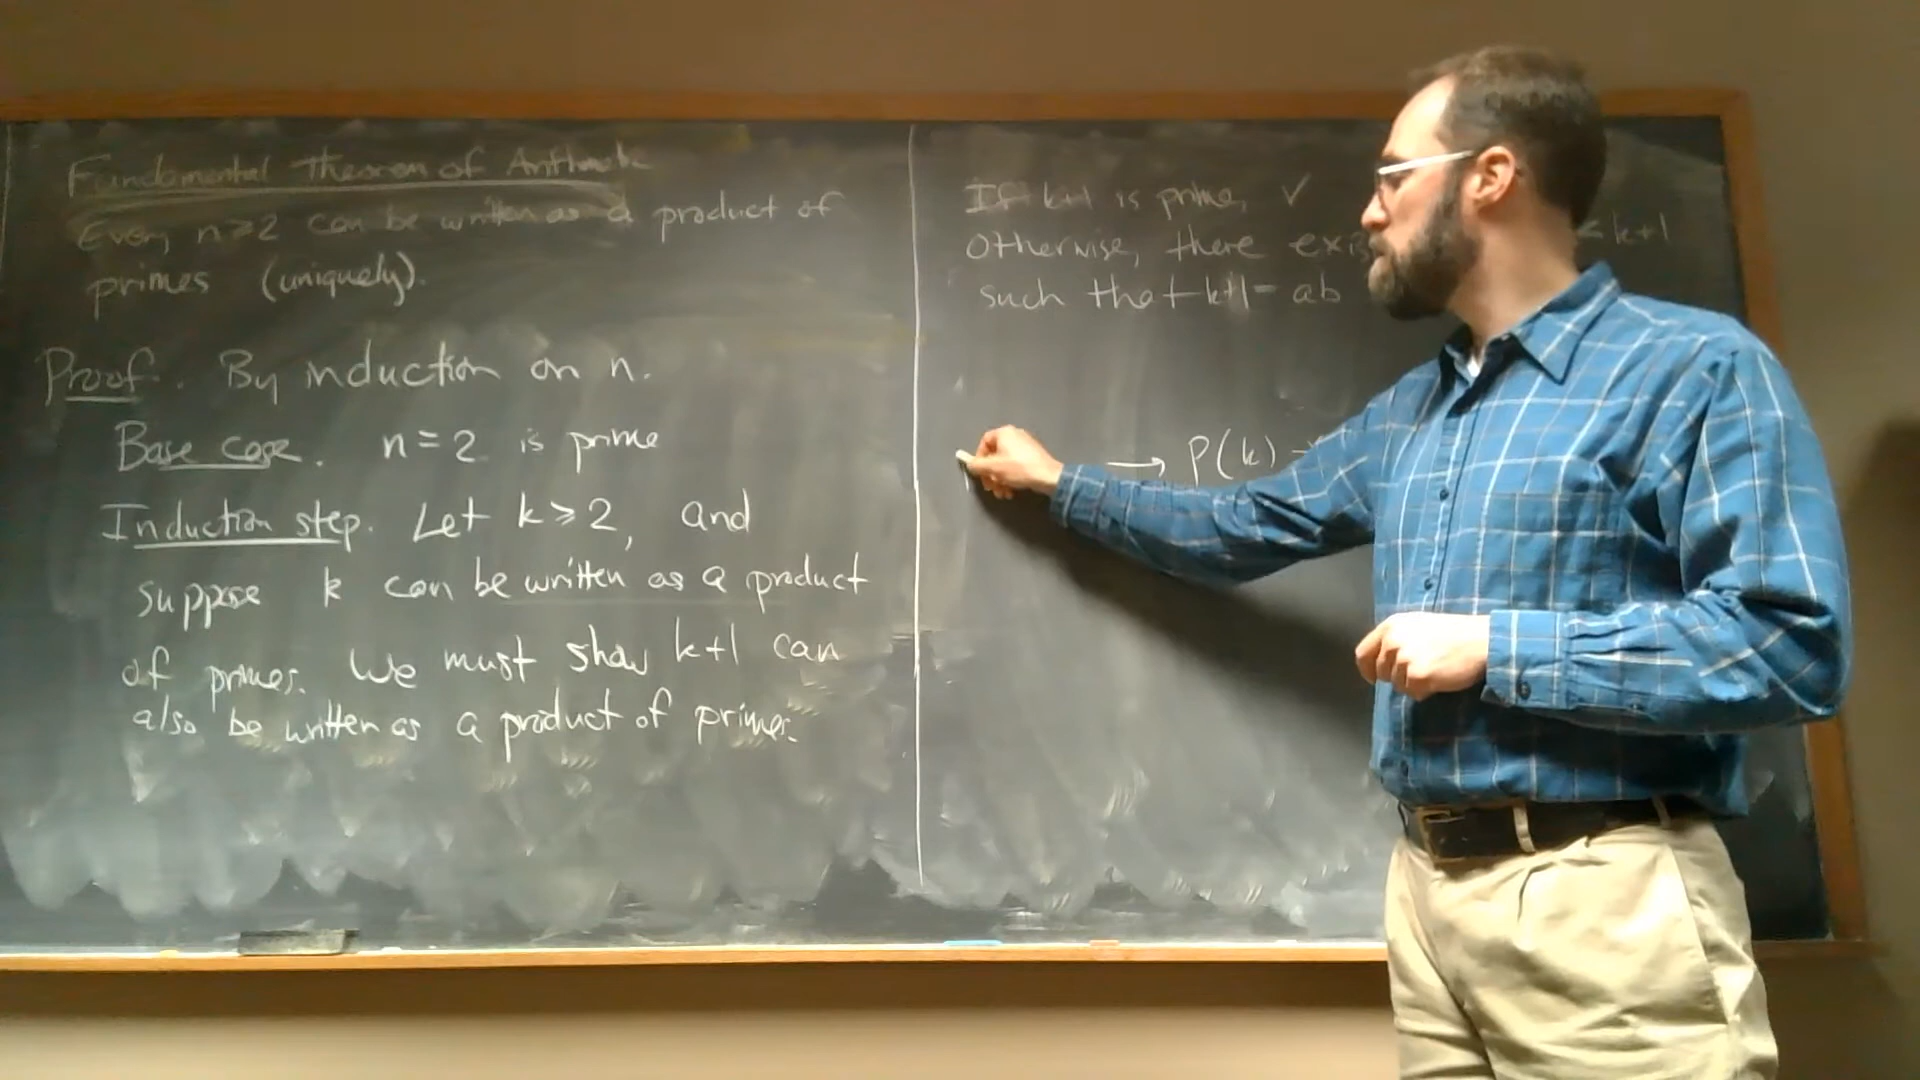 Fundamental Theorem of Arithmetic
Every n ≥ 2 can be written as a product of
primes (uniquely).
Proof. By induction on n.
Base case. n = 2 is prime
Induction step. Let k ≥ 2, and
suppose k can be written as a product
of primes. We must show k+1 can
also be written as a product of primes.
If k+1 is prime, ✓
Otherwise, there < k+1
such that k+1 = ab
→ P(k) →